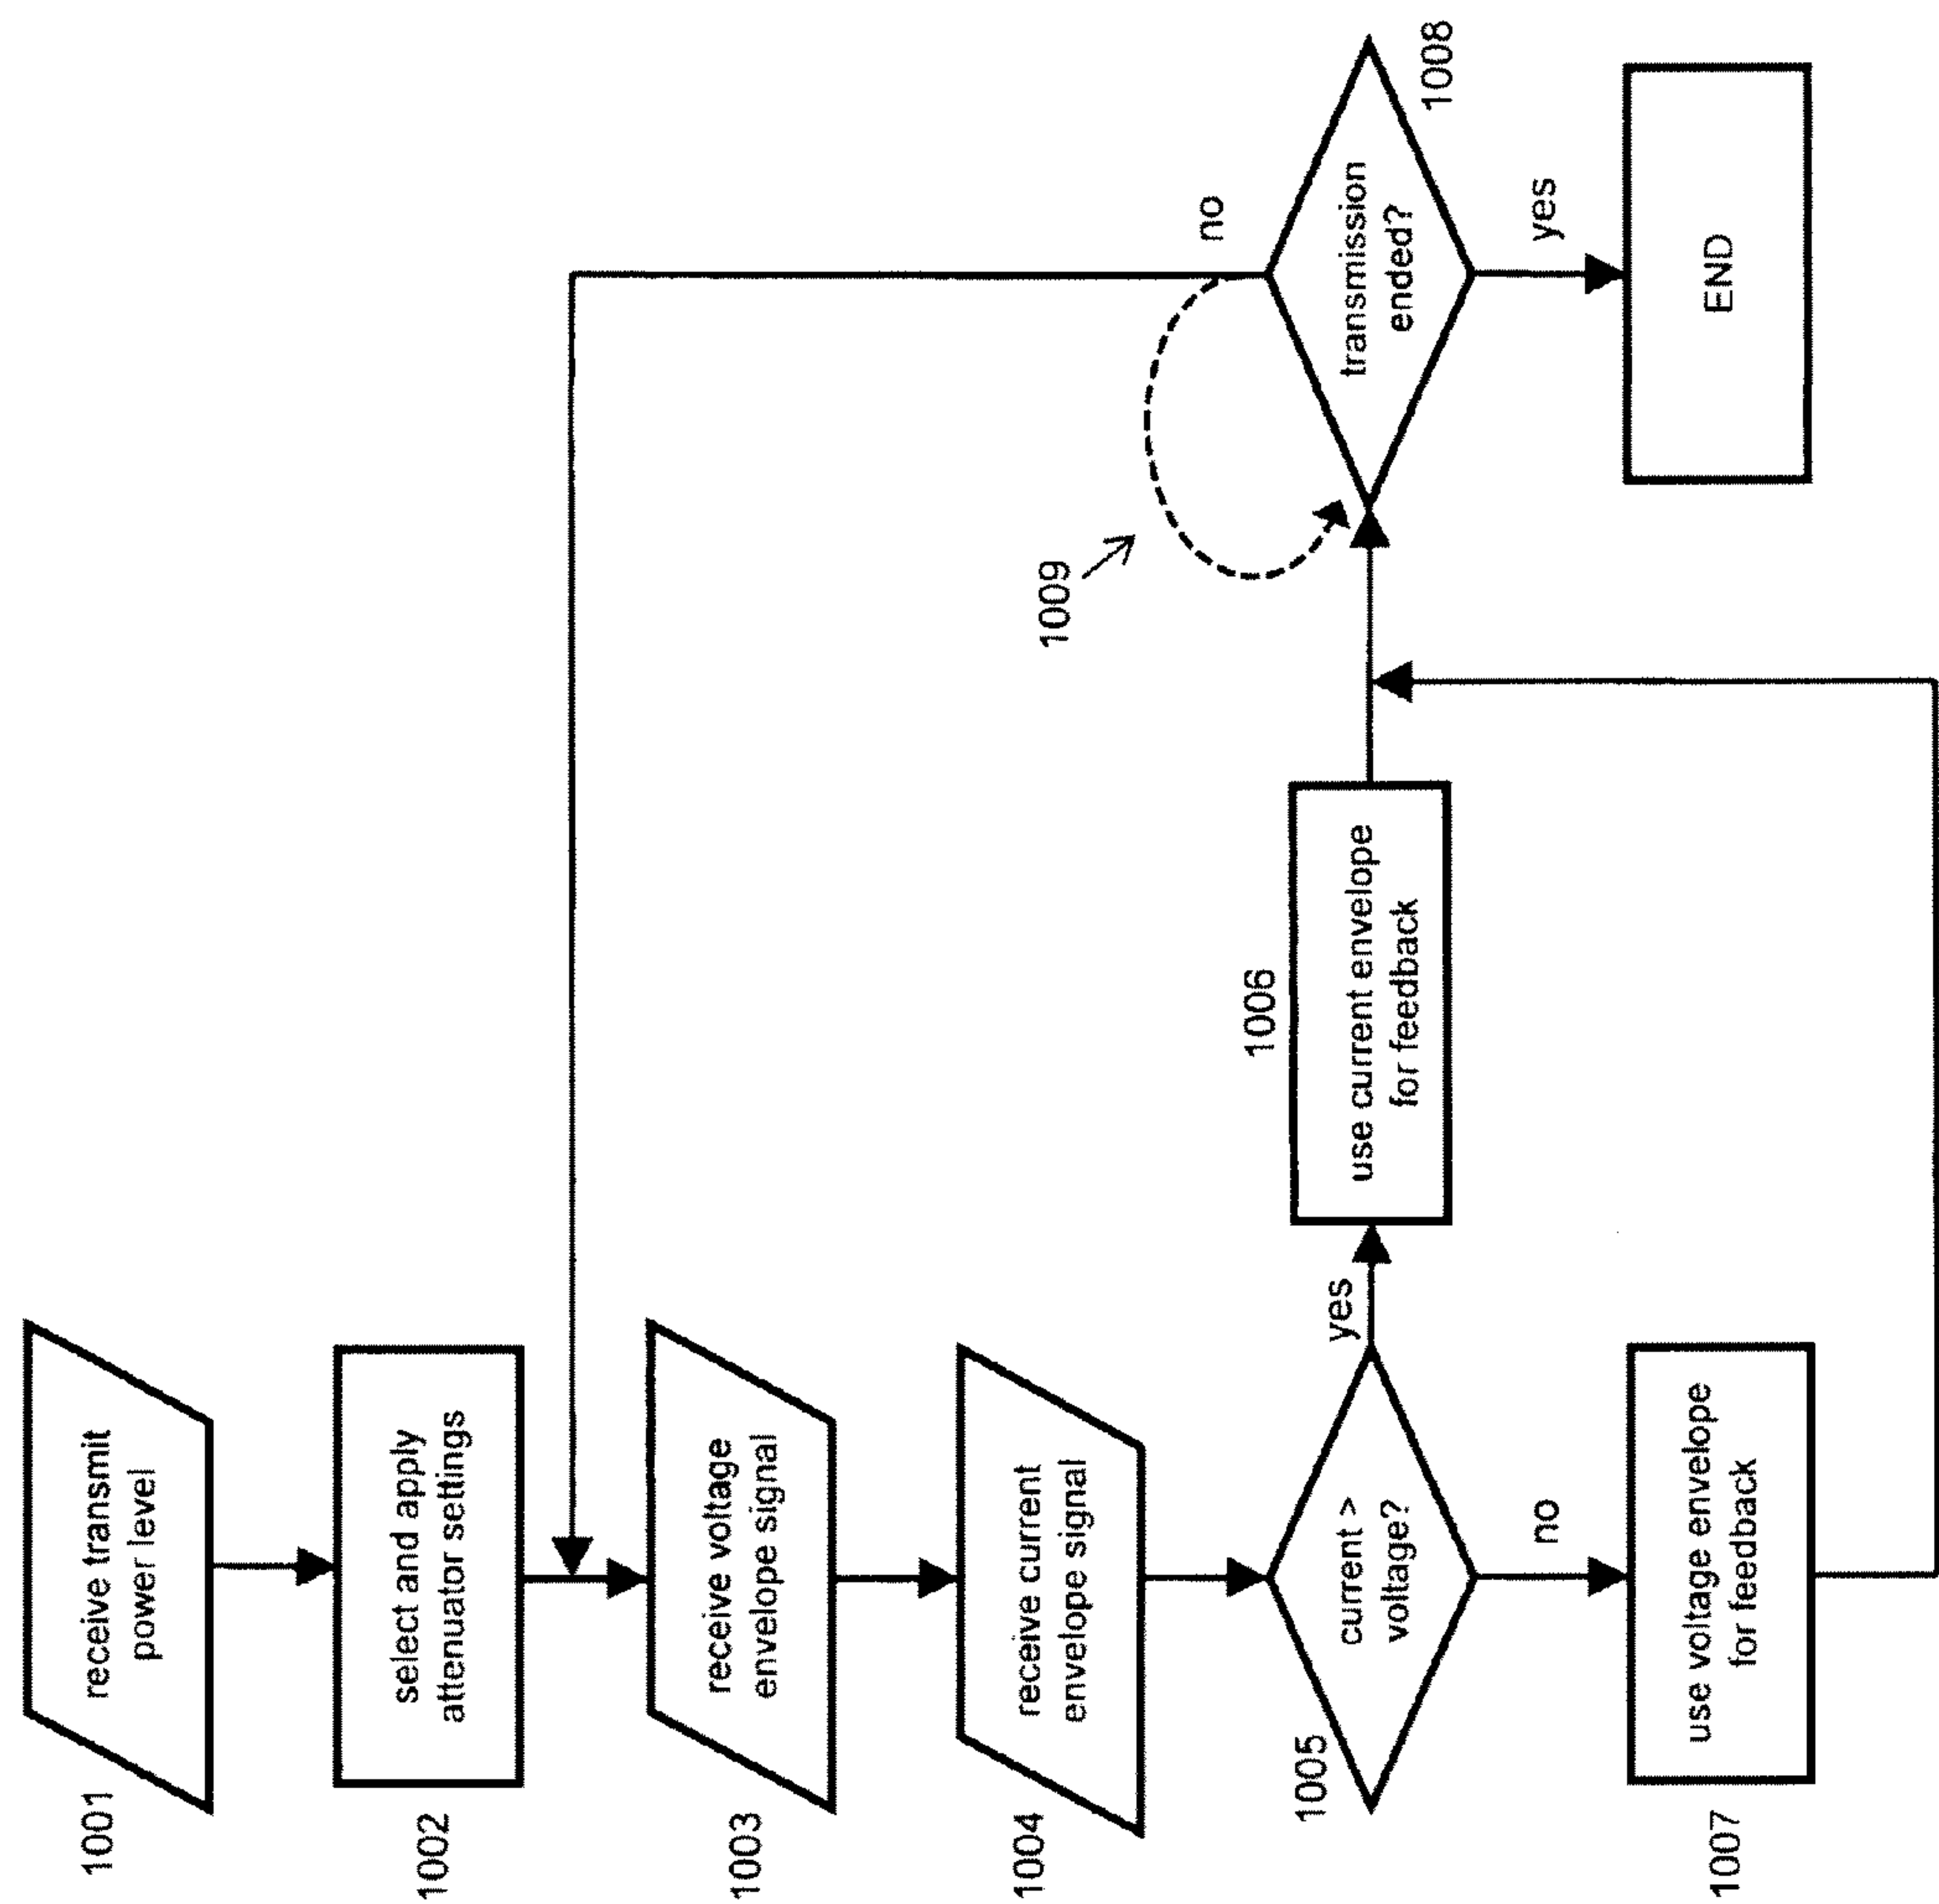 1001
receive transmit
power level
1002
select and apply
attenuator settings
1003
receive voltage
envelope signal
1004
receive current
envelope signal
1005
current >
voltage?
yes
no
1006
use current envelope
for feedback
1007
use voltage envelope
for feedback
1009
no
transmission
ended?
1008
yes
END